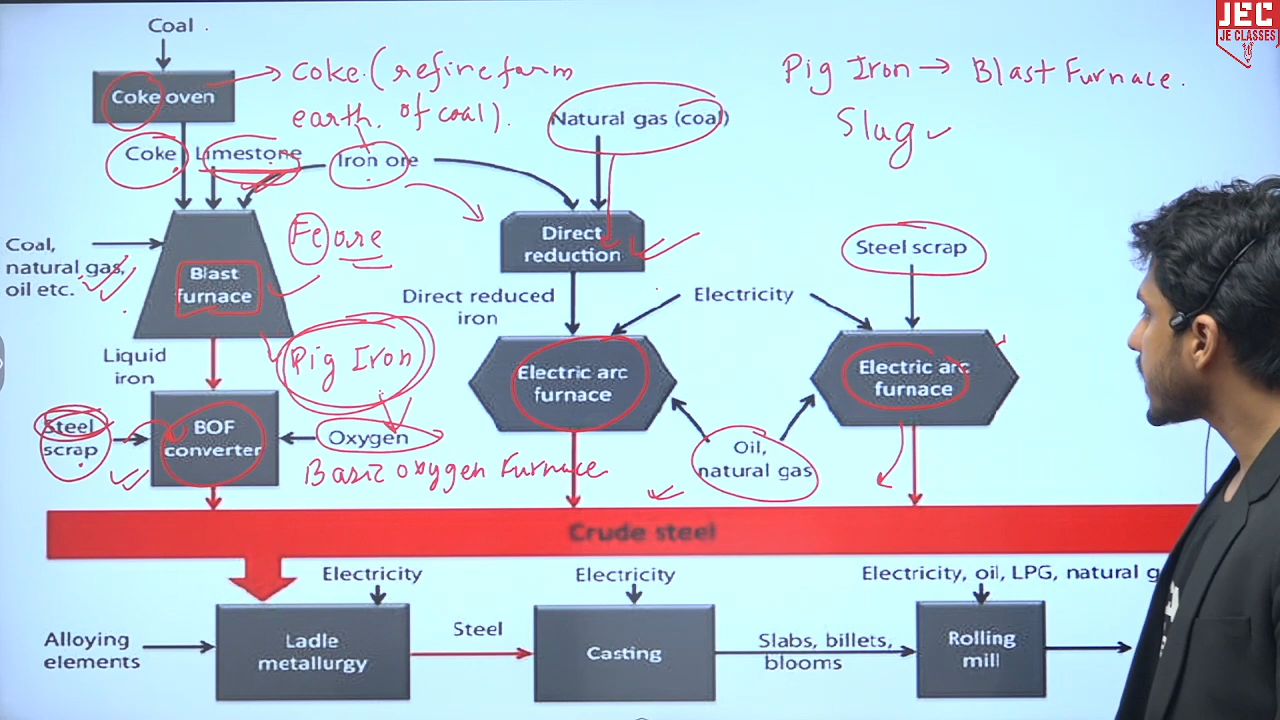 JEC
JE CLASSES
Coal
Coke oven
Coke. (refine farm
earth. of coal).
Pig Iron → Blast Furnace.
Slug
Natural gas (coal)
Coke
Limestone
Iron ore
Fe ore
Coal,
natural gas,
oil etc.
Blast
furnace
Direct
reduction
Steel scrap
Direct reduced
iron
Electricity
Liquid
iron
Pig Iron
Electric arc
furnace
Electric arc
furnace
Steel
scrap
BOF
converter
Oxygen
Basic oxygen Furnace
Oil,
natural gas
Crude steel
Electricity
Electricity
Electricity, oil, LPG, natural g
Alloying
elements
Ladle
metallurgy
Steel
Casting
Slabs, billets,
blooms
Rolling
mill